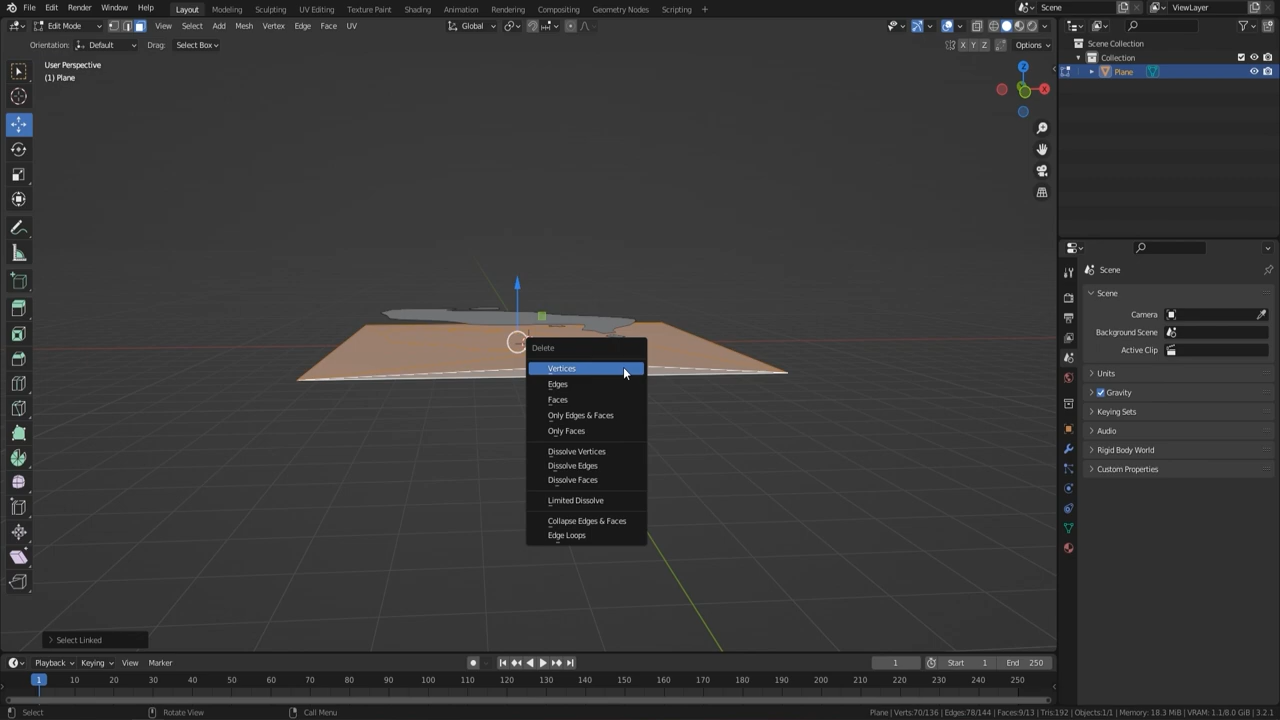 File Edit Render Window Help Layout Modeling Sculpting UV Editing Texture Paint Shading Animation Rendering Compositing Geometry Nodes Scripting + Scene ViewLayer
Edit Mode View Select Add Mesh Vertex Edge Face UV Global
Orientation: Default Drag: Select Box X Y Z Options
User Perspective
(1) Plane
Z
X
Scene Collection
Collection
Plane
Delete
Vertices
Edges
Faces
Only Edges & Faces
Only Faces
Dissolve Vertices
Dissolve Edges
Dissolve Faces
Limited Dissolve
Collapse Edges & Faces
Edge Loops
Scene
Scene
Camera
Background Scene
Active Clip
Units
Gravity
Keying Sets
Audio
Rigid Body World
Custom Properties
Select Linked
Playback Keying View Marker 1 Start 1 End 250
1 10 20 30 40 50 60 70 80 90 100 110 120 130 140 150 160 170 180 190 200 210 220 230 240 250
Select Rotate View Call Menu Plane | Verts:70/136 | Edges:78/144 | Faces:9/13 | Tris:192 | Objects:1/1 | Memory: 18.3 MiB | VRAM: 1.1/8.0 GiB | 3.2.1